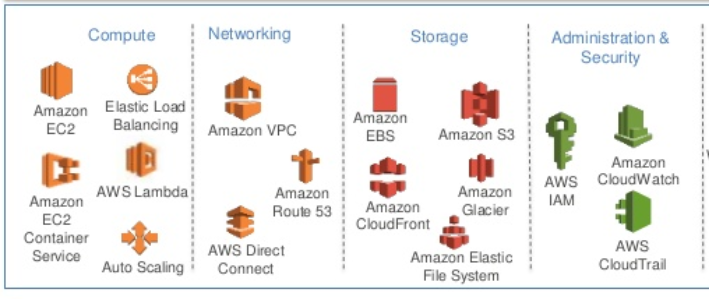 Compute
Amazon
EC2
Elastic Load
Balancing
Amazon
EC2
Container
Service
AWS Lambda
Auto Scaling
Networking
Amazon VPC
Amazon
Route 53
AWS Direct
Connect
Storage
Amazon
EBS
Amazon S3
Amazon
CloudFront
Amazon
Glacier
Amazon Elastic
File System
Administration &
Security
AWS
IAM
Amazon
CloudWatch
AWS
CloudTrail